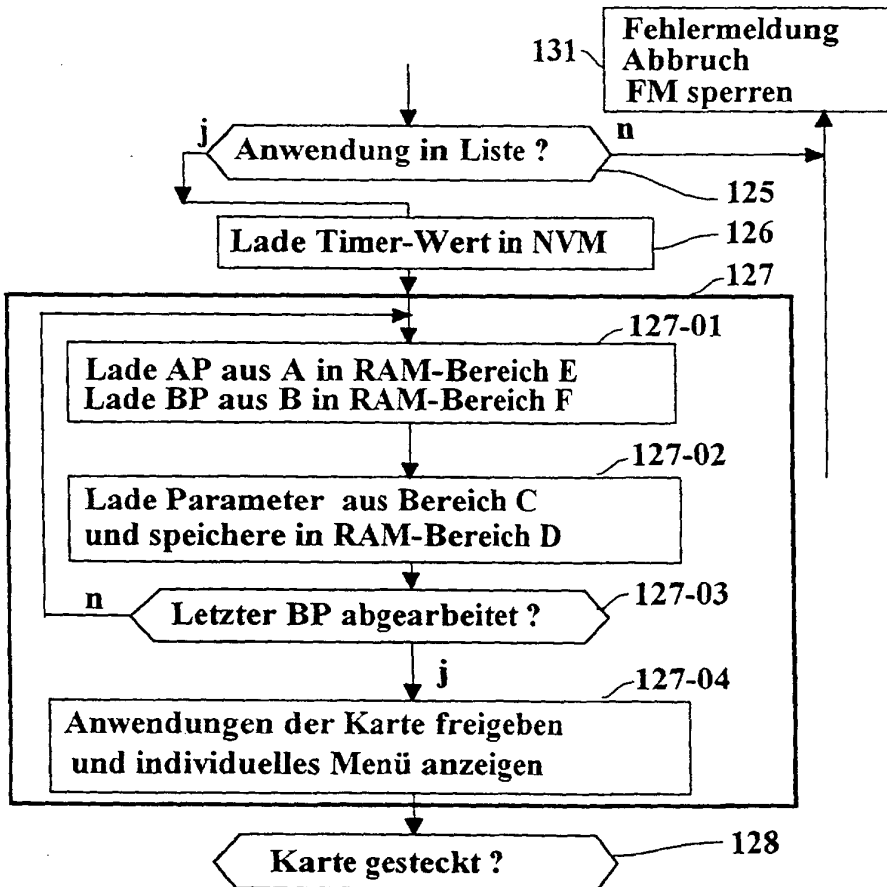 Fehlermeldung
Abbruch
FM sperren
131
j
n
Anwendung in Liste ?
125
Lade Timer-Wert in NVM
126
127
127-01
Lade AP aus A in RAM-Bereich E
Lade BP aus B in RAM-Bereich F
127-02
Lade Parameter aus Bereich C
und speichere in RAM-Bereich D
n
Letzter BP abgearbeitet ?
127-03
j
127-04
Anwendungen der Karte freigeben
und individuelles Menü anzeigen
Karte gesteckt ?
128